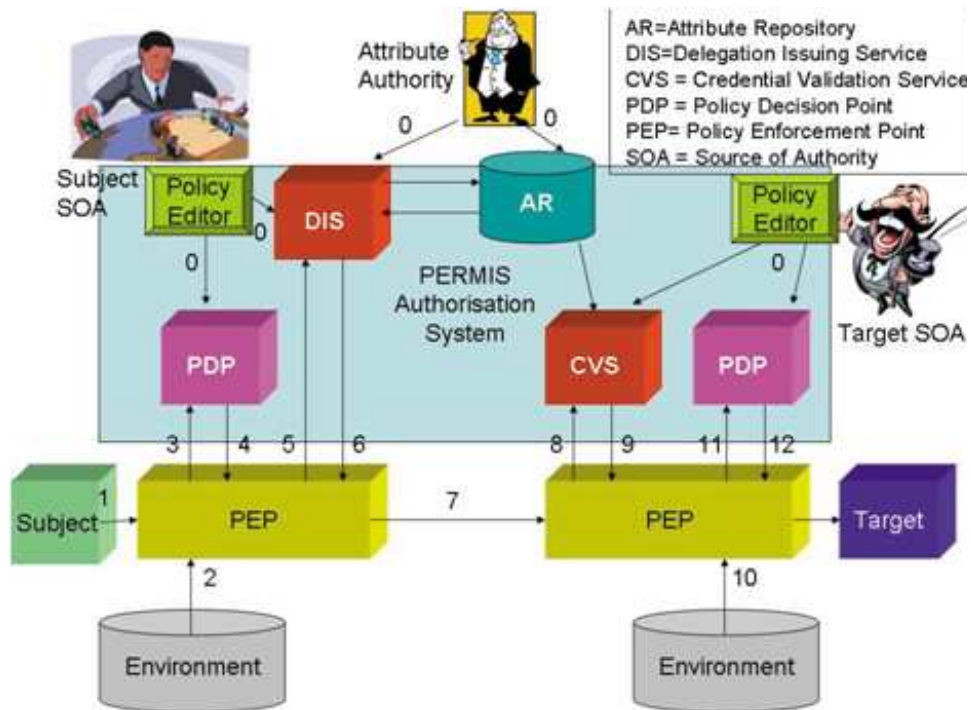 Attribute
Authority
AR=Attribute Repository
DIS=Delegation Issuing Service
CVS = Credential Validation Service
PDP = Policy Decision Point
PEP= Policy Enforcement Point
SOA = Source of Authority
0
0
Subject
SOA
Policy
Editor
0
DIS
AR
Policy
Editor
0
0
PERMIS
Authorisation
System
Target SOA
PDP
CVS
PDP
3
4
5
6
8
9
11
12
Subject
1
PEP
7
PEP
Target
2
10
Environment
Environment